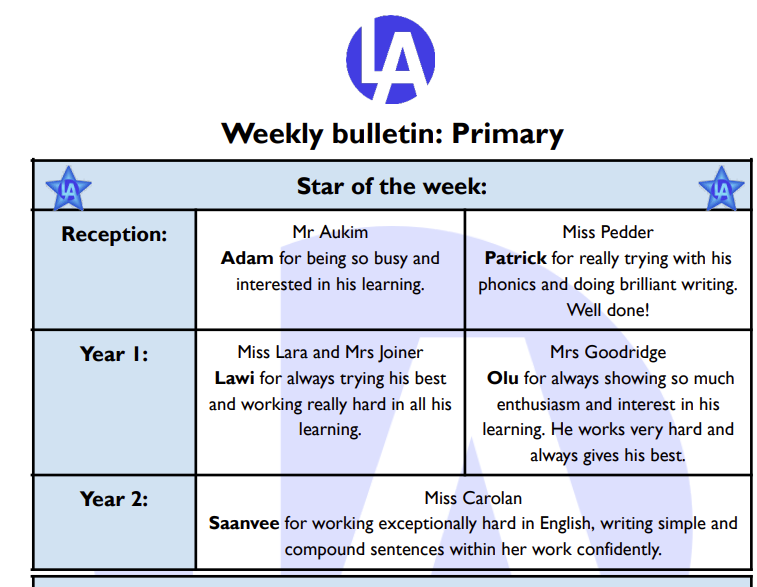 LA
Weekly bulletin: Primary
LA
Star of the week:
LA
Reception:
Mr Aukim
Adam for being so busy and
interested in his learning.
Miss Pedder
Patrick for really trying with his
phonics and doing brilliant writing.
Well done!
Year 1:
Miss Lara and Mrs Joiner
Lawi for always trying his best
and working really hard in all his
learning.
Mrs Goodridge
Olu for always showing so much
enthusiasm and interest in his
learning. He works very hard and
always gives his best.
Year 2:
Miss Carolan
Saanvee for working exceptionally hard in English, writing simple and
compound sentences within her work confidently.